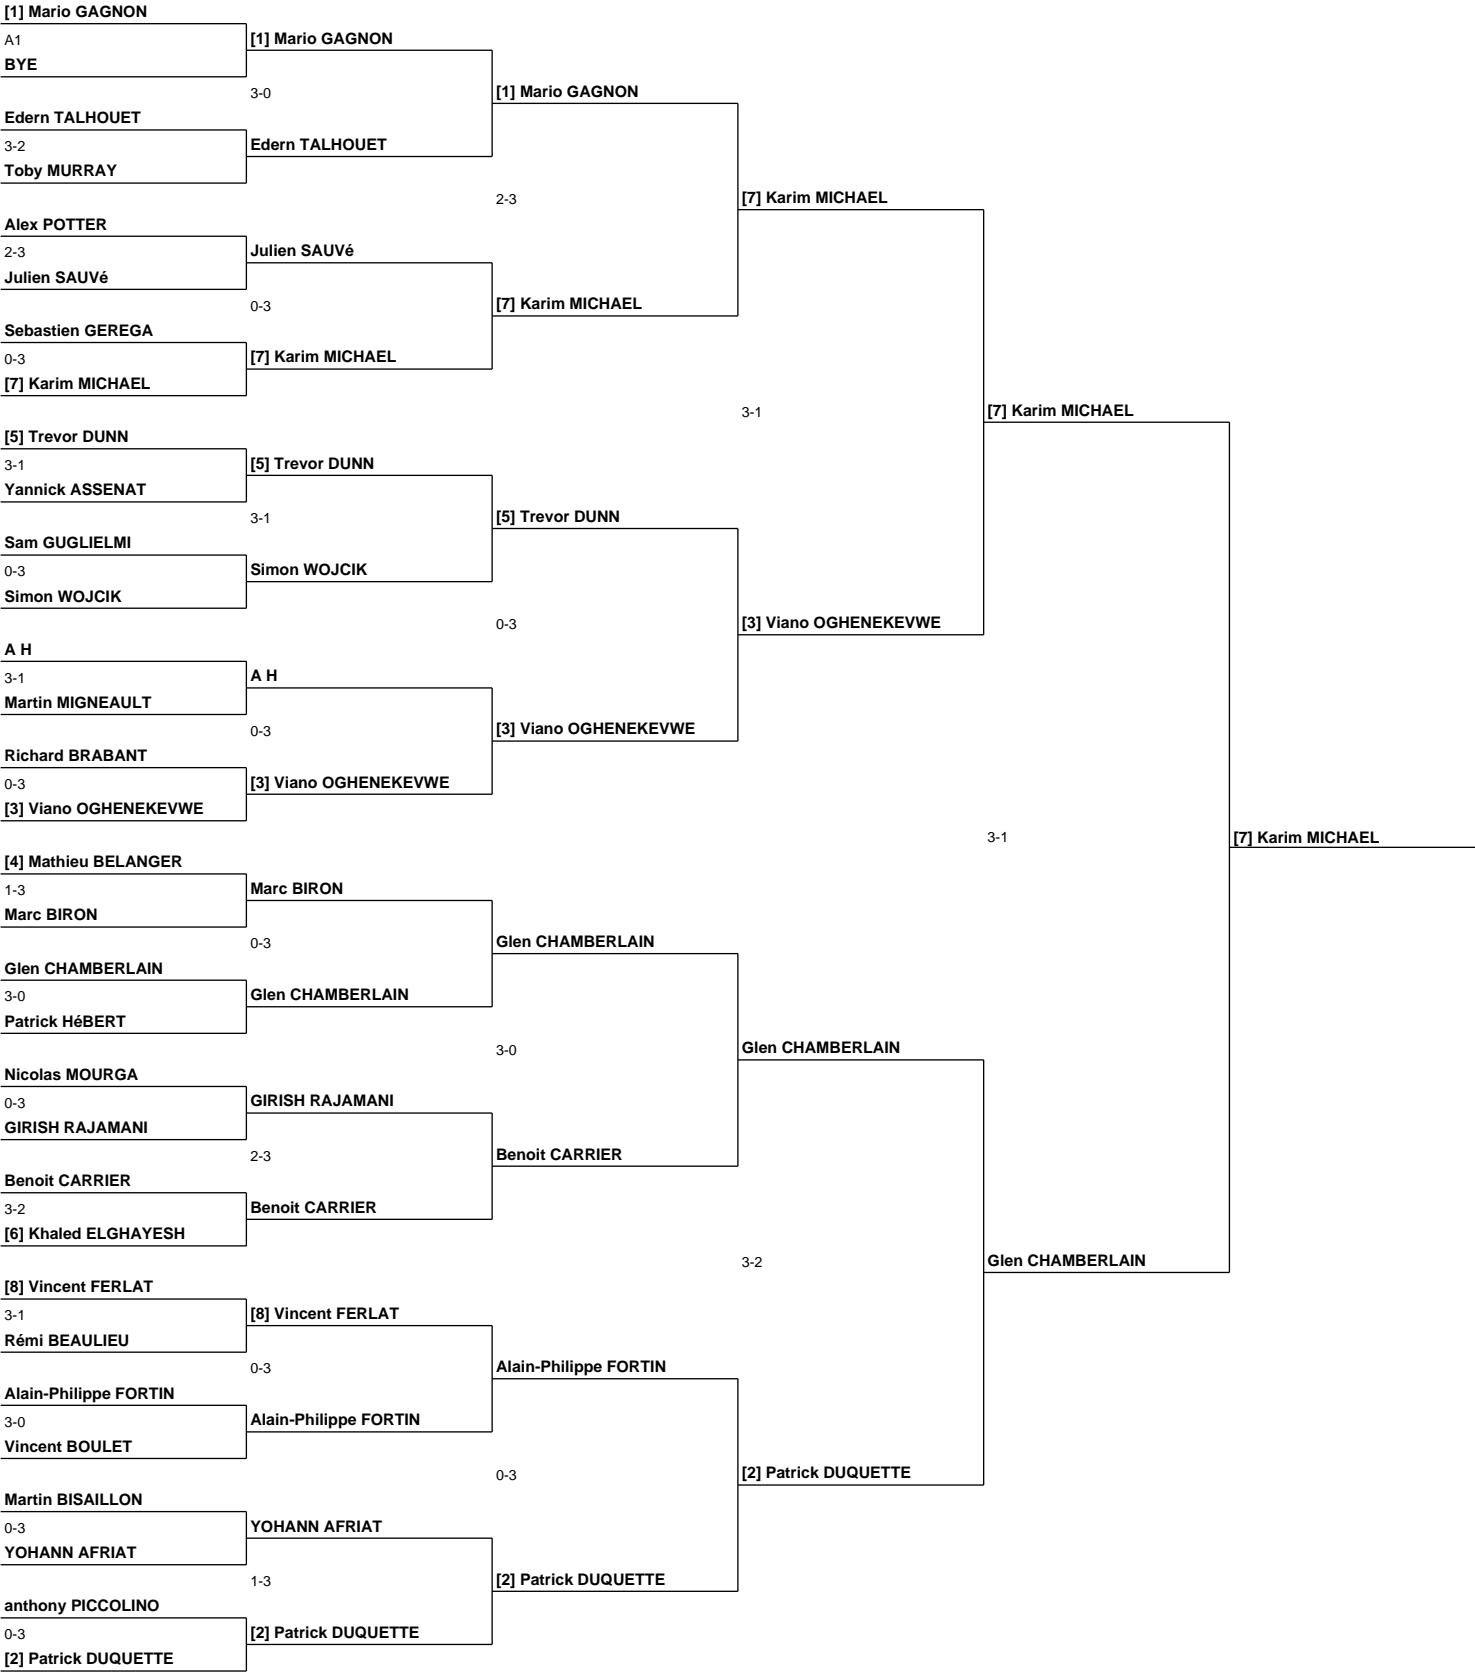 [1] Mario GAGNON
A1
[1] Mario GAGNON
BYE
3-0
[1] Mario GAGNON
Edern TALHOUET
3-2
Edern TALHOUET
Toby MURRAY
2-3
[7] Karim MICHAEL
Alex POTTER
2-3
Julien SAUVé
Julien SAUVé
0-3
[7] Karim MICHAEL
Sebastien GEREGA
0-3
[7] Karim MICHAEL
[7] Karim MICHAEL
3-1
[7] Karim MICHAEL
[5] Trevor DUNN
3-1
[5] Trevor DUNN
Yannick ASSENAT
3-1
[5] Trevor DUNN
Sam GUGLIELMI
0-3
Simon WOJCIK
Simon WOJCIK
0-3
[3] Viano OGHENEKEVWE
A H
3-1
A H
Martin MIGNEAULT
0-3
[3] Viano OGHENEKEVWE
Richard BRABANT
0-3
[3] Viano OGHENEKEVWE
[3] Viano OGHENEKEVWE
3-1
[7] Karim MICHAEL
[4] Mathieu BELANGER
1-3
Marc BIRON
Marc BIRON
0-3
Glen CHAMBERLAIN
Glen CHAMBERLAIN
3-0
Glen CHAMBERLAIN
Patrick HéBERT
3-0
Glen CHAMBERLAIN
Nicolas MOURGA
0-3
GIRISH RAJAMANI
GIRISH RAJAMANI
2-3
Benoit CARRIER
Benoit CARRIER
3-2
Benoit CARRIER
[6] Khaled ELGHAYESH
3-2
Glen CHAMBERLAIN
[8] Vincent FERLAT
3-1
[8] Vincent FERLAT
Rémi BEAULIEU
0-3
Alain-Philippe FORTIN
Alain-Philippe FORTIN
3-0
Alain-Philippe FORTIN
Vincent BOULET
0-3
[2] Patrick DUQUETTE
Martin BISAILLON
0-3
YOHANN AFRIAT
YOHANN AFRIAT
1-3
[2] Patrick DUQUETTE
anthony PICCOLINO
0-3
[2] Patrick DUQUETTE
[2] Patrick DUQUETTE